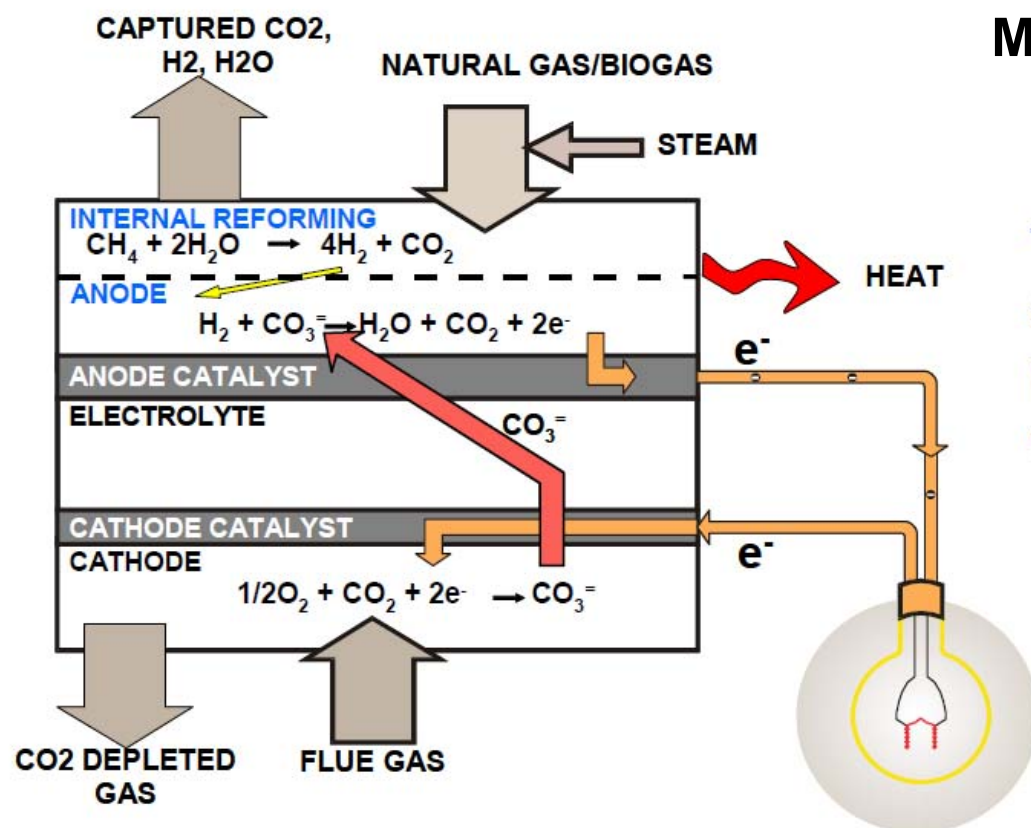 CAPTURED CO2,
H2, H2O
NATURAL GAS/BIOGAS
M
STEAM
INTERNAL REFORMING
CH₄ + 2H₂O → 4H₂ + CO₂
HEAT
ANODE
H₂ + CO₃⁼ → H₂O + CO₂ + 2e⁻
e⁻
ANODE CATALYST
ELECTROLYTE
CO₃⁼
CATHODE CATALYST
e⁻
CATHODE
1/2O₂ + CO₂ + 2e⁻ → CO₃⁼
CO2 DEPLETED
GAS
FLUE GAS